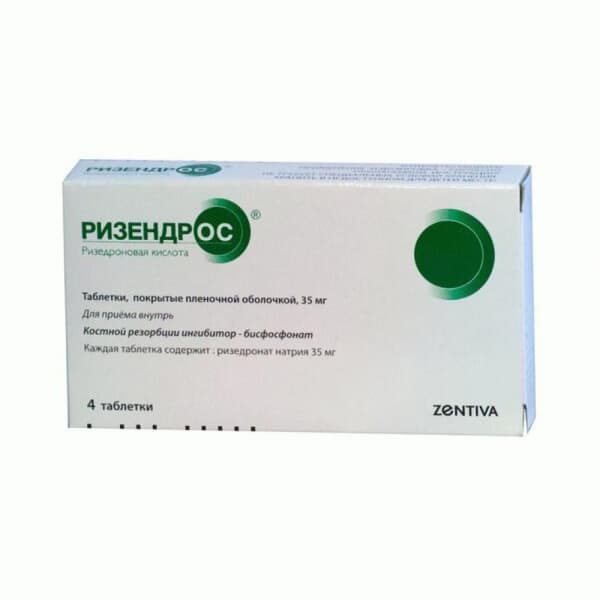 РИЗЕНДРОС
РИЗЕНДРОС®
Ризедроновая кислота
Таблетки, покрытые пленочной оболочкой, 35 мг
Для приёма внутрь
Костной резорбции ингибитор - бисфосфонат
Каждая таблетка содержит : ризедронат натрия 35 мг
4 таблетки
ZENTIVA